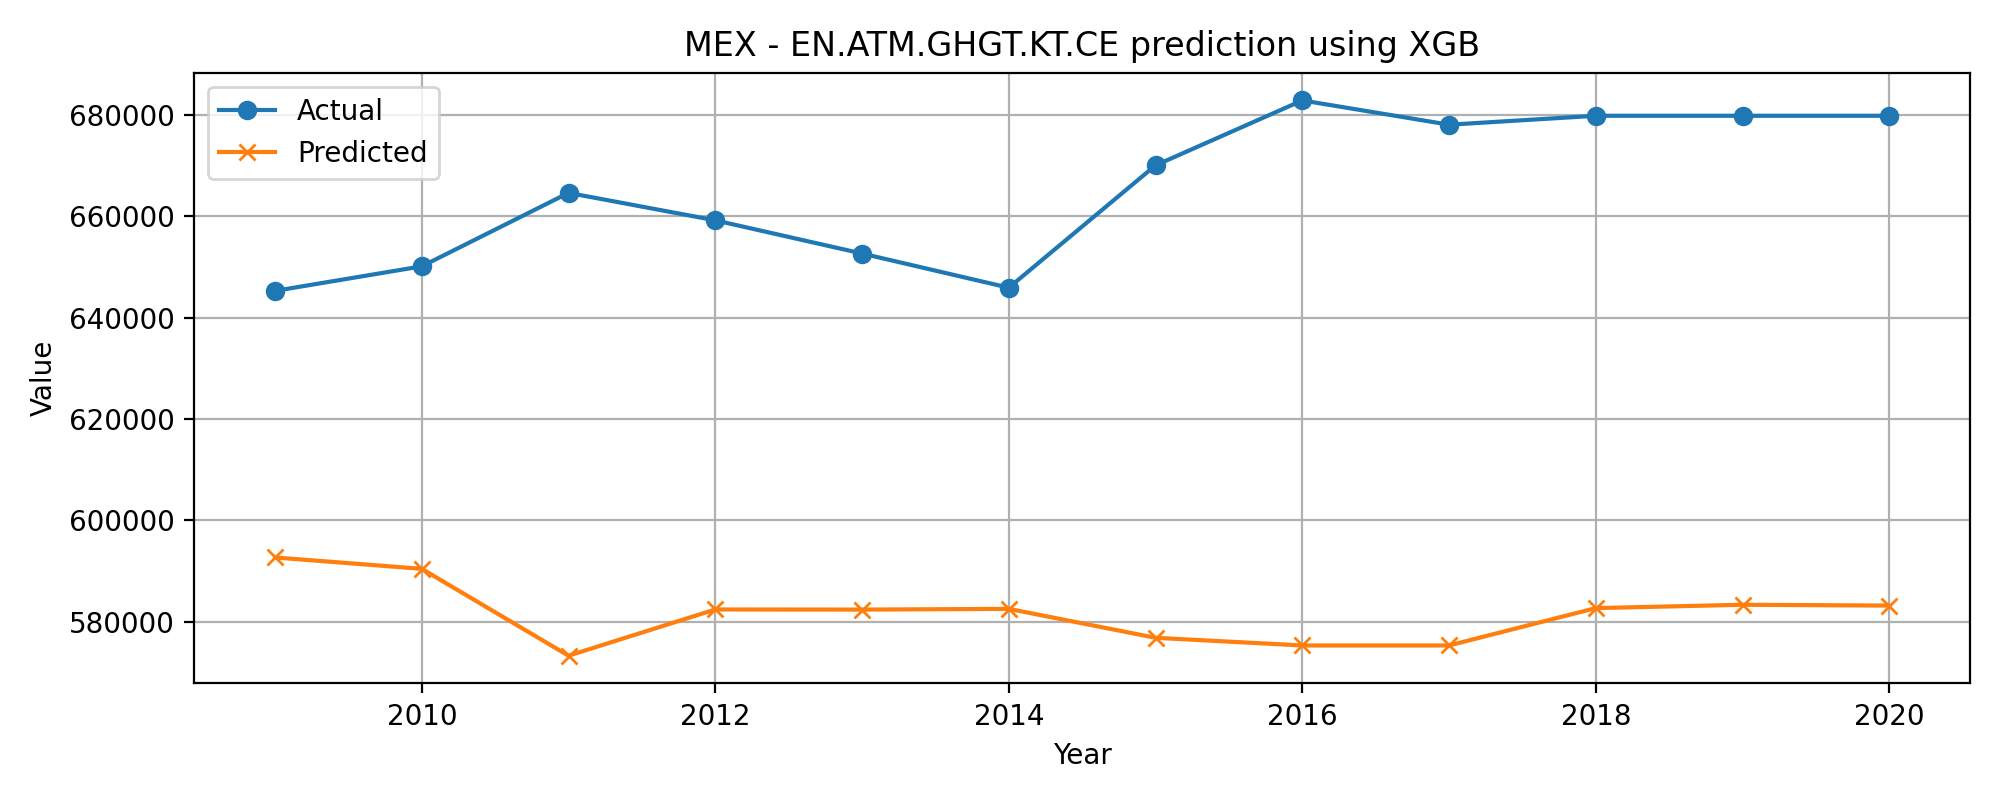 MEX - EN.ATM.GHGT.KT.CE prediction using XGB
Actual
Predicted
680000
660000
640000
620000
600000
580000
Value
2010 2012 2014 2016 2018 2020
Year